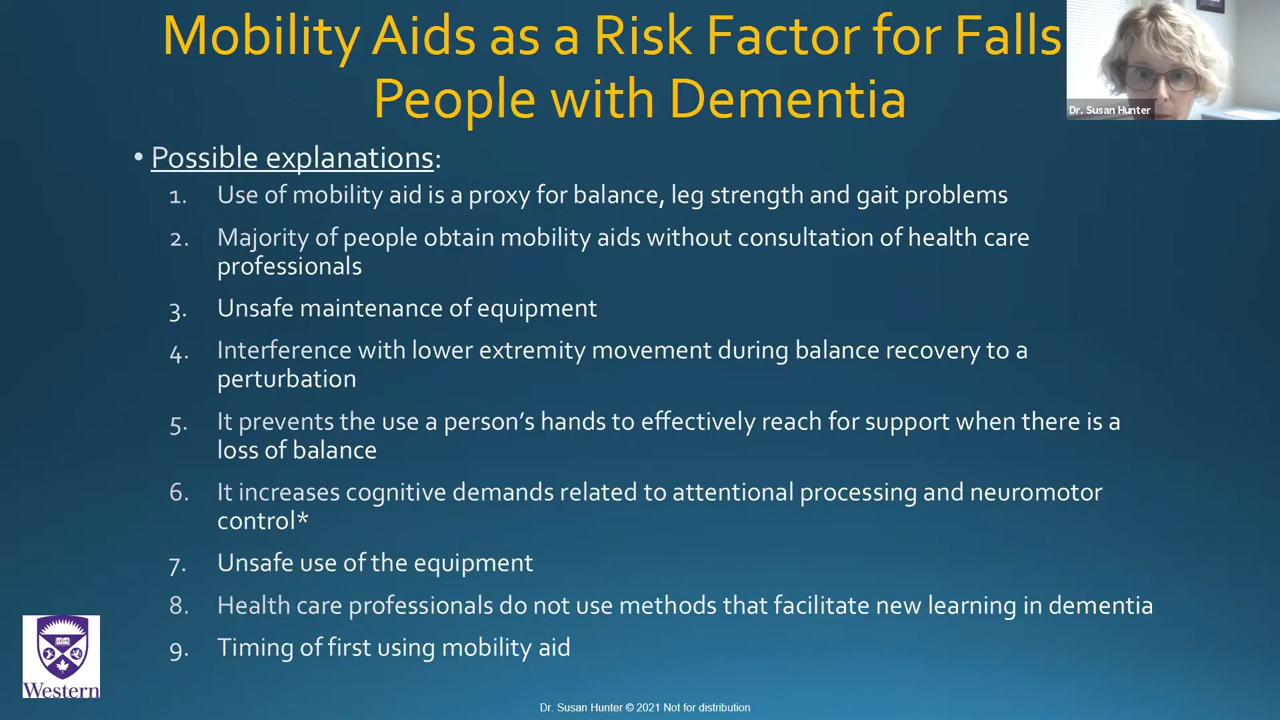 Mobility Aids as a Risk Factor for Falls
People with Dementia
Dr. Susan Hunter
• Possible explanations:
1. Use of mobility aid is a proxy for balance, leg strength and gait problems
2. Majority of people obtain mobility aids without consultation of health care
professionals
3. Unsafe maintenance of equipment
4. Interference with lower extremity movement during balance recovery to a
perturbation
5. It prevents the use a person's hands to effectively reach for support when there is a
loss of balance
6. It increases cognitive demands related to attentional processing and neuromotor
control*
7. Unsafe use of the equipment
8. Health care professionals do not use methods that facilitate new learning in dementia
9. Timing of first using mobility aid
Western
Dr. Susan Hunter © 2021 Not for distribution